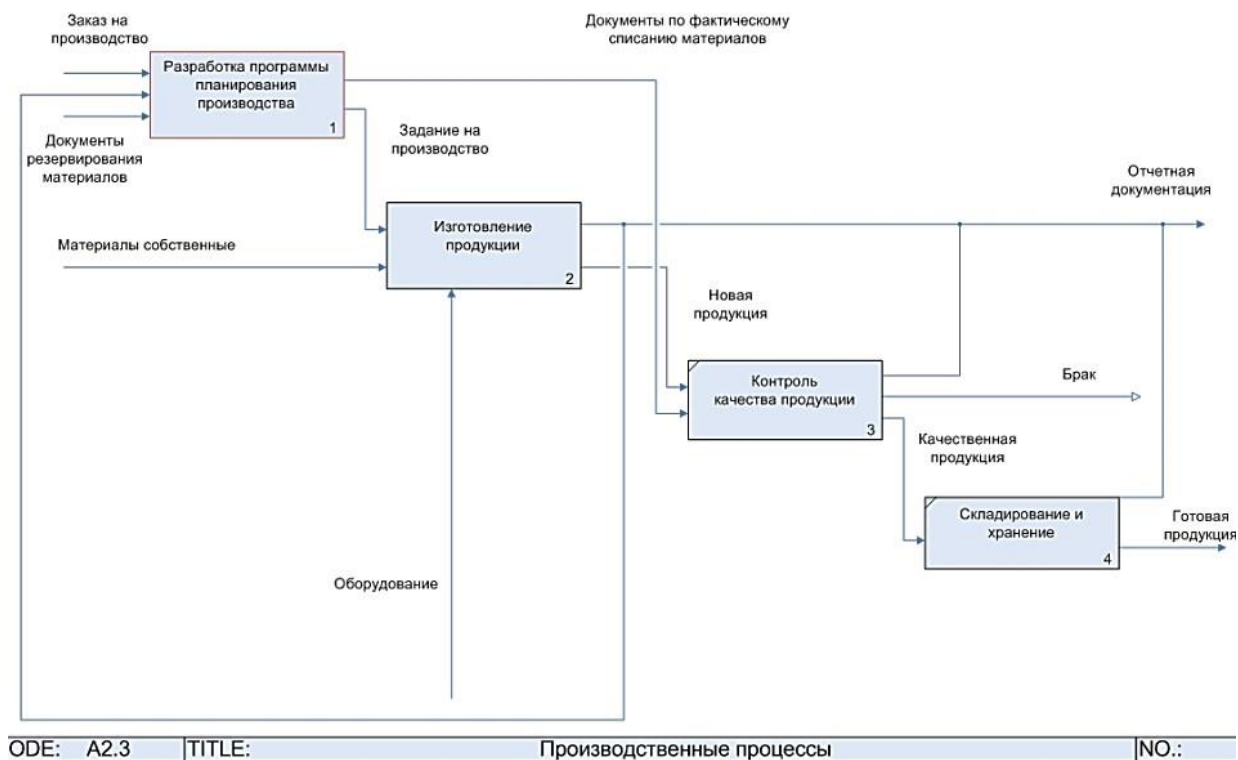 Заказ на
производство
Документы по фактическому
списанию материалов
Разработка программы
планирования
производства
1
Документы
резервирования
материалов
Задание на
производство
Отчетная
документация
Изготовление
продукции
2
Материалы собственные
Новая
продукция
Контроль
качества продукции
3
Брак
Качественная
продукция
Складирование и
хранение
4
Готовая
продукция
Оборудование
ODE: A2.3 TITLE: Производственные процессы NO.: